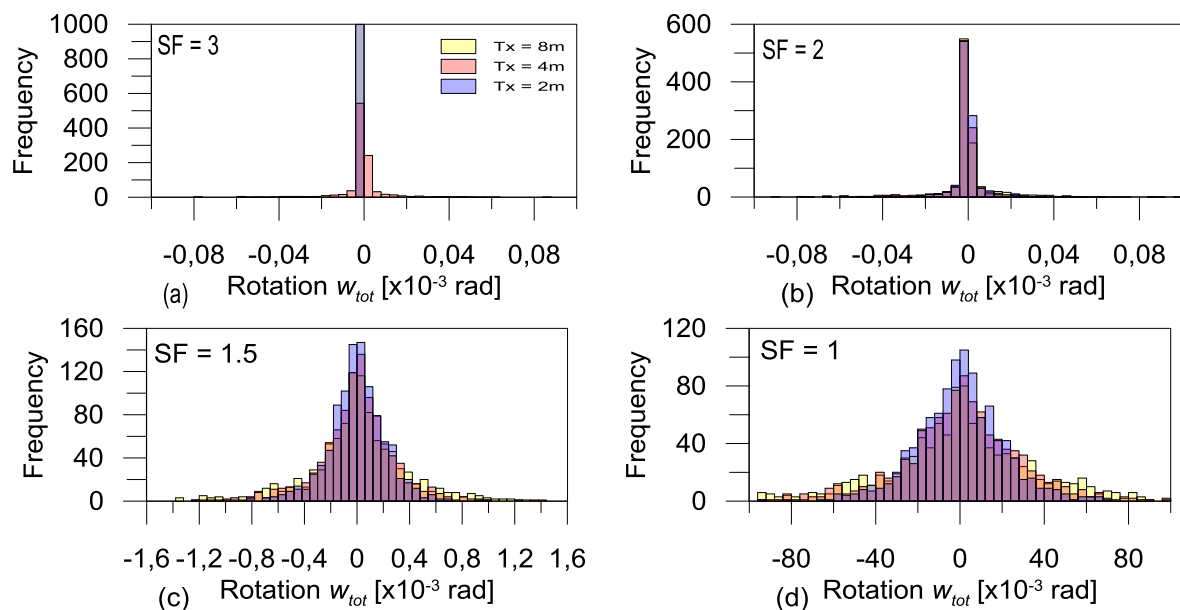 1000
800
600
400
200
0
Frequency
SF = 3
Tx = 8m
Tx = 4m
Tx = 2m
-0,08 -0,04 0 0,04 0,08
(a) Rotation w_tot [x10⁻³ rad]
600
400
200
0
Frequency
SF = 2
-0,08 -0,04 0 0,04 0,08
(b) Rotation w_tot [x10⁻³ rad]
160
120
80
40
0
Frequency
SF = 1.5
-1,6 -1,2 -0,8 -0,4 0 0,4 0,8 1,2 1,6
(c) Rotation w_tot [x10⁻³ rad]
120
80
40
0
Frequency
SF = 1
-80 -40 0 40 80
(d) Rotation w_tot [x10⁻³ rad]